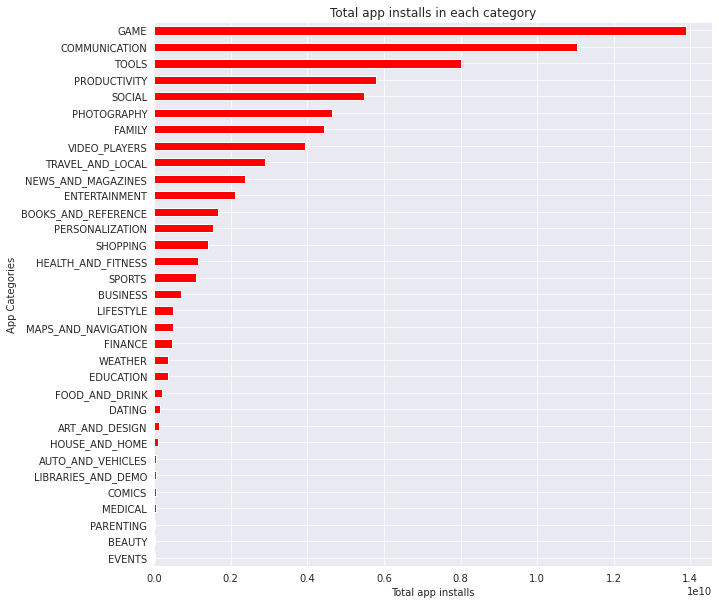 Total app installs in each category
GAME
COMMUNICATION
TOOLS
PRODUCTIVITY
SOCIAL
PHOTOGRAPHY
FAMILY
VIDEO_PLAYERS
TRAVEL_AND_LOCAL
NEWS_AND_MAGAZINES
ENTERTAINMENT
BOOKS_AND_REFERENCE
PERSONALIZATION
SHOPPING
HEALTH_AND_FITNESS
SPORTS
BUSINESS
LIFESTYLE
MAPS_AND_NAVIGATION
FINANCE
WEATHER
EDUCATION
FOOD_AND_DRINK
DATING
ART_AND_DESIGN
HOUSE_AND_HOME
AUTO_AND_VEHICLES
LIBRARIES_AND_DEMO
COMICS
MEDICAL
PARENTING
BEAUTY
EVENTS
App Categories
0.0 0.2 0.4 0.6 0.8 1.0 1.2 1.4
1e10
Total app installs